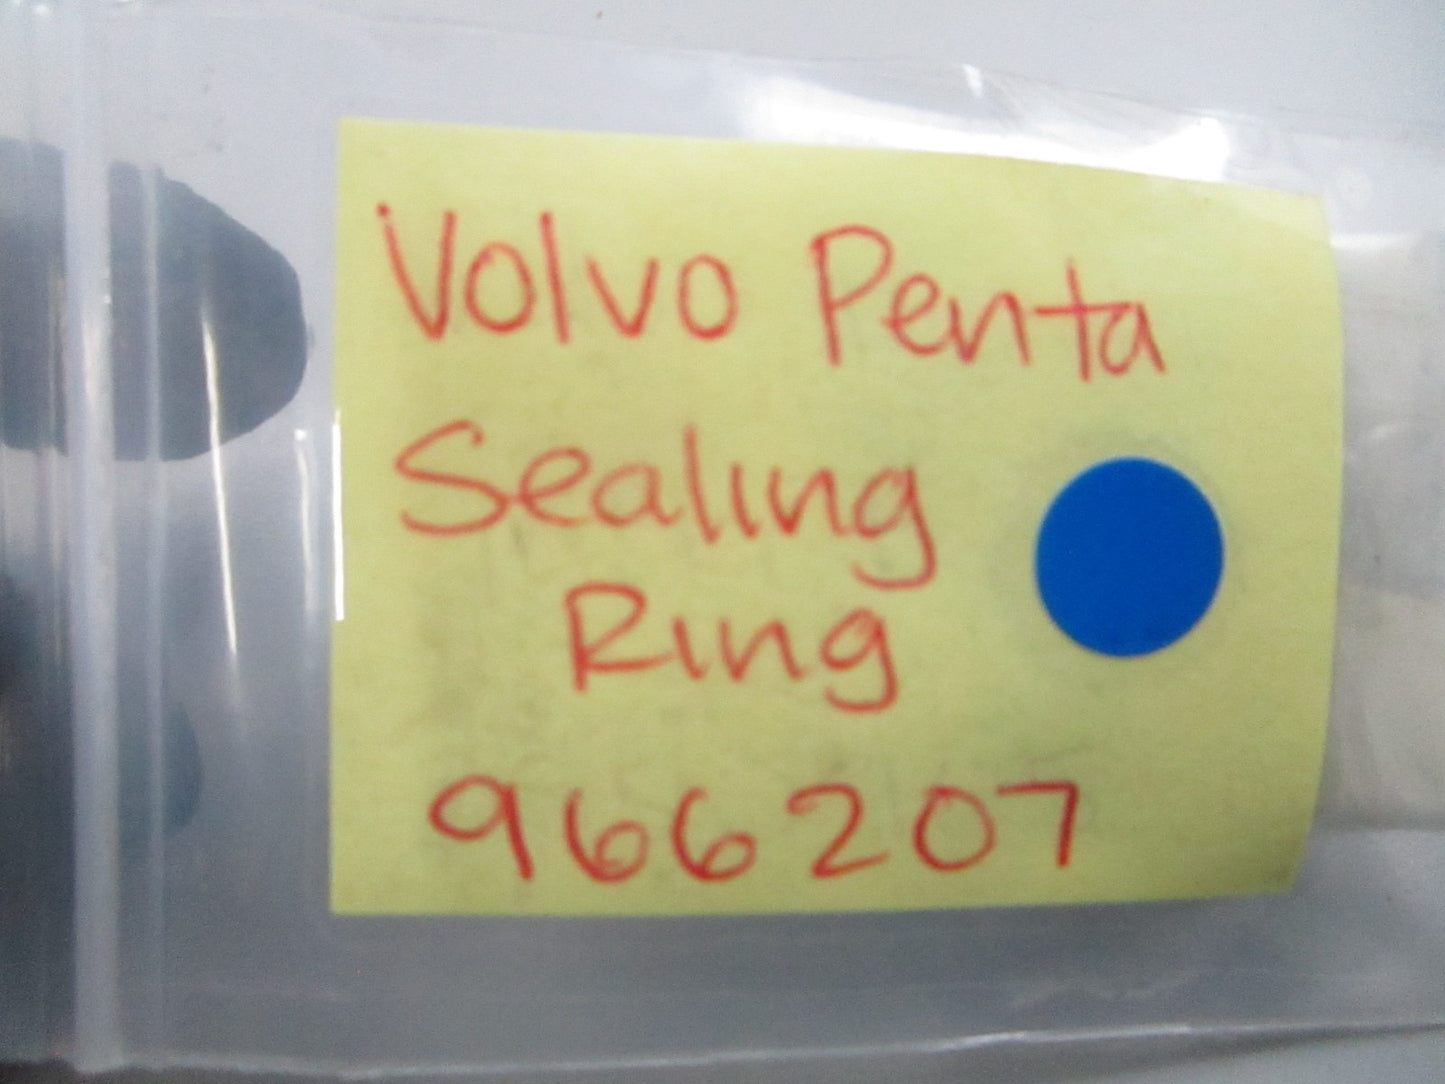 Volvo Penta
Sealing
Ring
966207